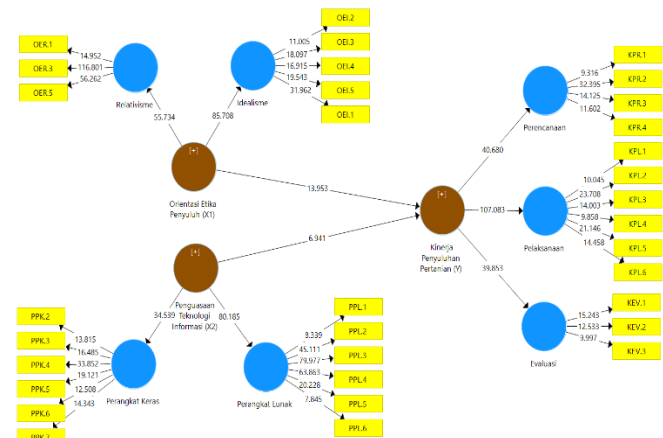 OER.1
OER.3
OER.5
14.952
116.801
56.262
Relativisme
55.734
OEI.2
OEI.3
OEI.4
OEI.5
OEI.1
11.005
18.097
16.915
19.543
31.962
Idealisme
85.708
[+]
Orientasi Etika
Penyuluh (X1)
13.953
[+]
Penguasaan
Teknologi
Informasi (X2)
6.941
34.539
80.185
PPK.2
PPK.3
PPK.4
PPK.5
PPK.6
PPK.7
13.815
16.485
33.852
19.121
12.508
14.343
Perangkat Keras
PPL.1
PPL.2
PPL.3
PPL.4
PPL.5
PPL.6
8.339
45.111
79.977
63.863
20.228
7.845
Perangkat Lunak
[+]
Kinerja
Penyuluhan
Pertanian (Y)
40.680
107.083
39.853
KPR.1
KPR.2
KPR.3
KPR.4
9.316
32.395
14.125
11.602
Perencanaan
KPL.1
KPL.2
KPL.3
KPL.4
KPL.5
KPL.6
10.045
23.708
14.003
9.858
21.146
14.458
Pelaksanaan
KEV.1
KEV.2
KEV.3
15.243
12.533
9.997
Evaluasi